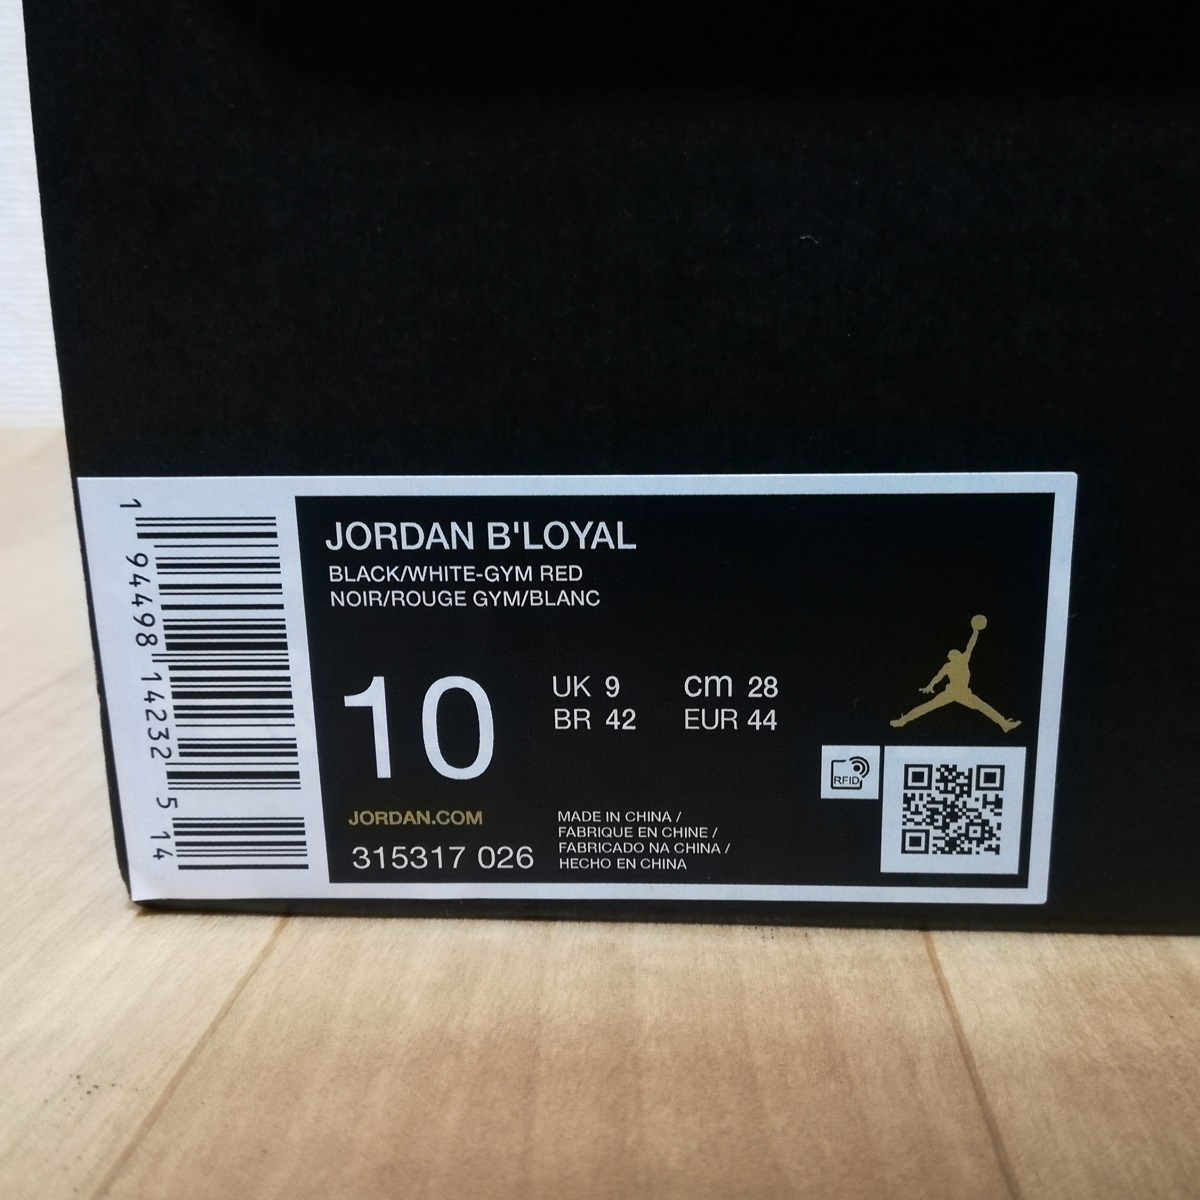 JORDAN B'LOYAL
BLACK/WHITE-GYM RED
NOIR/ROUGE GYM/BLANC
10
UK 9 cm 28
BR 42 EUR 44
JORDAN.COM
315317 026
MADE IN CHINA /
FABRIQUE EN CHINE /
FABRICADO NA CHINA /
HECHO EN CHINA
RFID
1 94498 14232 5 14